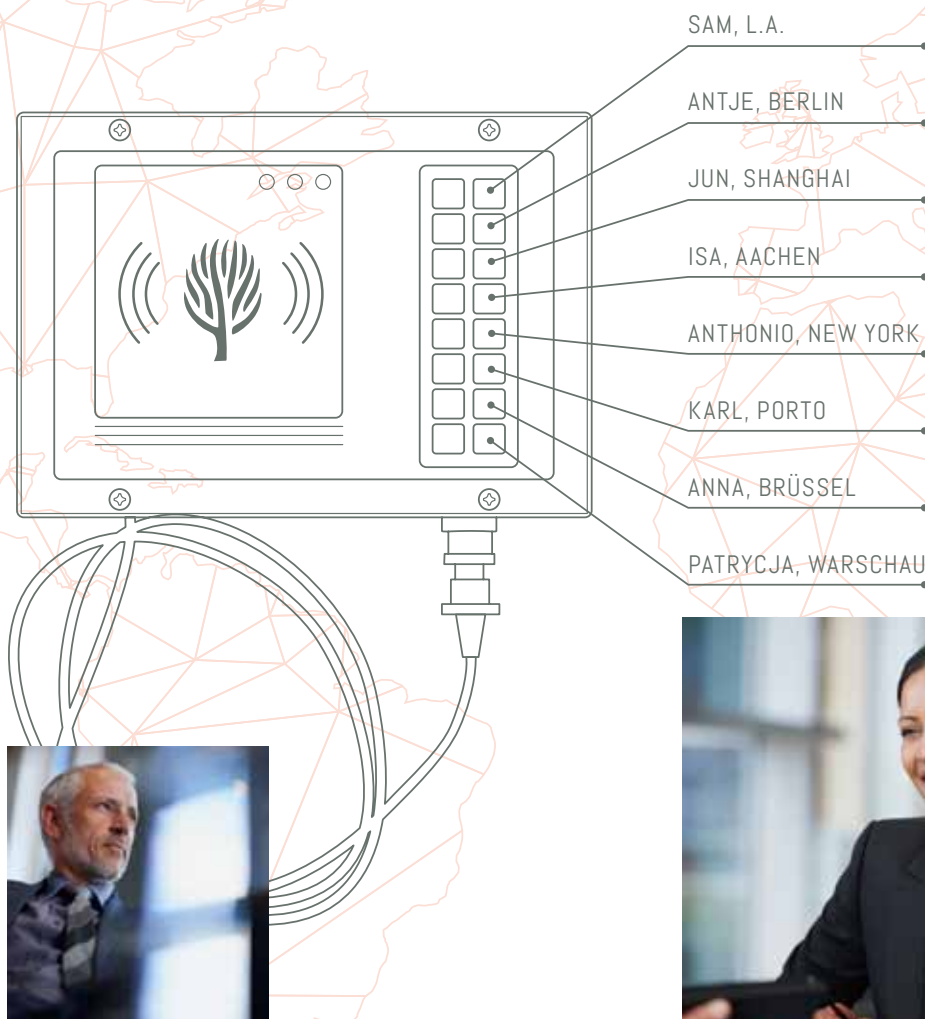 SAM, L.A.
ANTJE, BERLIN
JUN, SHANGHAI
ISA, AACHEN
ANTHONIO, NEW YORK
KARL, PORTO
ANNA, BRÜSSEL
PATRYCJA, WARSCHAU